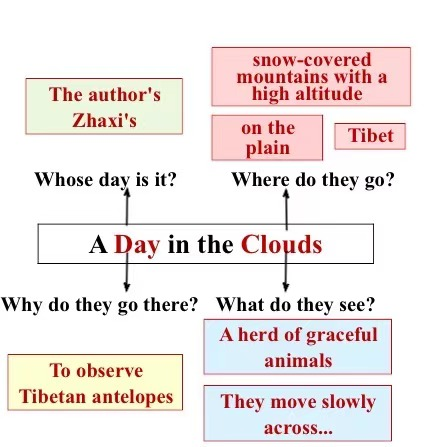 The author's
Zhaxi's
snow-covered
mountains with a
high altitude
on the
plain
Tibet
Whose day is it?
Where do they go?
A Day in the Clouds
Why do they go there?
What do they see?
To observe
Tibetan antelopes
A herd of graceful
animals
They move slowly
across...